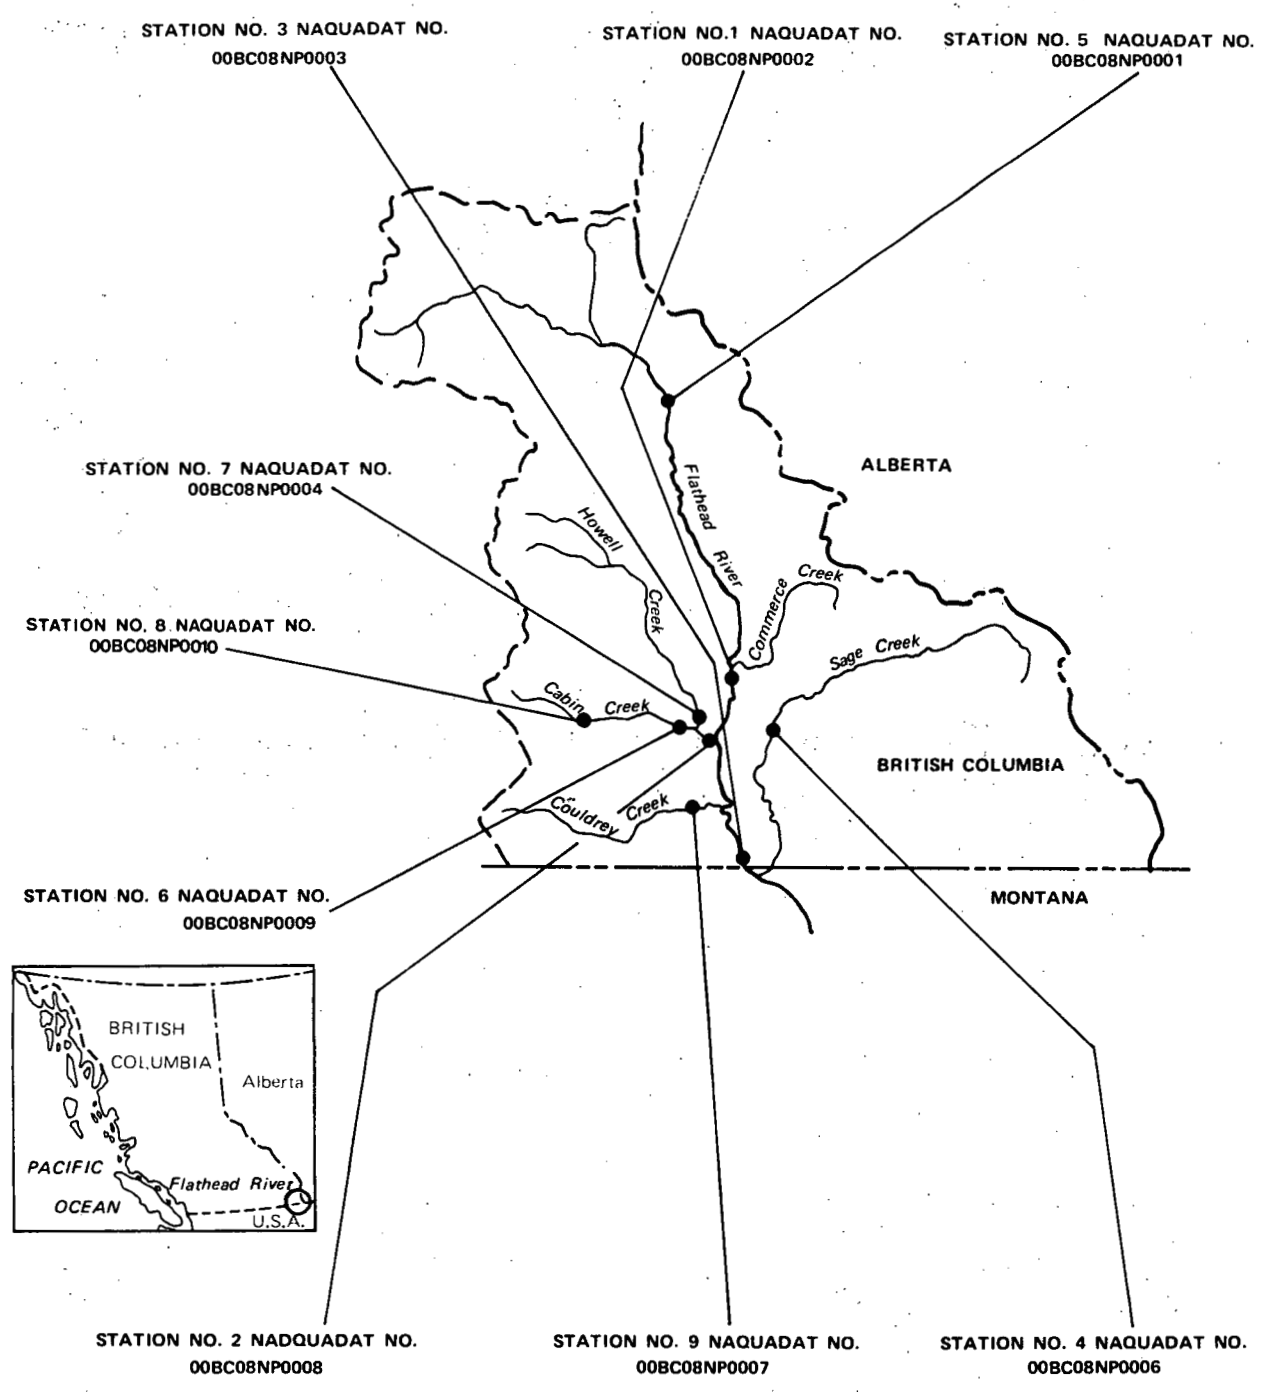 STATION NO. 3 NAQUADAT NO.
00BC08NP0003
STATION NO.1 NAQUADAT NO.
00BC08NP0002
STATION NO. 5 NAQUADAT NO.
00BC08NP0001
STATION NO. 7 NAQUADAT NO.
00BC08NP0004
ALBERTA
Flathead River
Howell Creek
Commerce Creek
STATION NO. 8 NAQUADAT NO.
00BC08NP0010
Sage Creek
Cabin Creek
BRITISH COLUMBIA
Couldrey Creek
STATION NO. 6 NAQUADAT NO.
00BC08NP0009
MONTANA
BRITISH
COLUMBIA
Alberta
PACIFIC
OCEAN
Flathead River
U.S.A.
STATION NO. 2 NADQUADAT NO.
00BC08NP0008
STATION NO. 9 NAQUADAT NO.
00BC08NP0007
STATION NO. 4 NAQUADAT NO.
00BC08NP0006